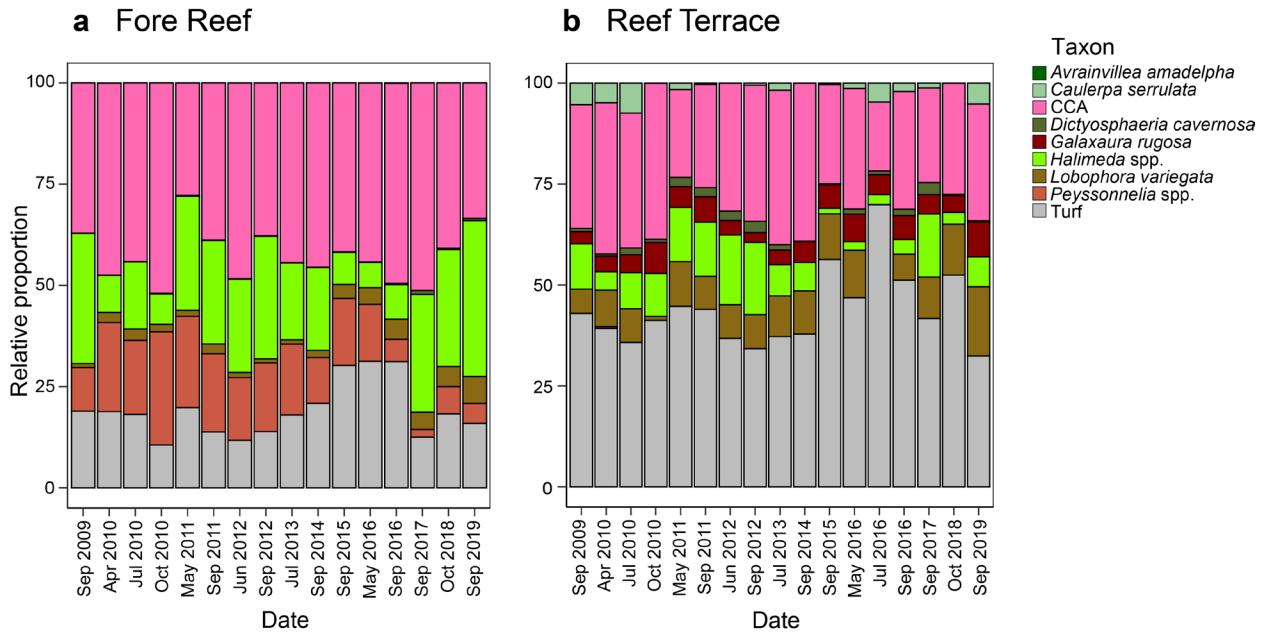 a Fore Reef
b Reef Terrace
Relative proportion
100
75
50
25
0
Sep 2009
Apr 2010
Jul 2010
Oct 2010
May 2011
Sep 2011
Jun 2012
Sep 2012
Jul 2013
Sep 2014
Sep 2015
May 2016
Sep 2016
Sep 2017
Oct 2018
Sep 2019
Date
100
75
50
25
0
Sep 2009
Apr 2010
Jul 2010
Oct 2010
May 2011
Sep 2011
Jun 2012
Sep 2012
Jul 2013
Sep 2014
Sep 2015
May 2016
Jul 2016
Sep 2016
Sep 2017
Oct 2018
Sep 2019
Date
Taxon
Avrainvillea amadelpha
Caulerpa serrulata
CCA
Dictyosphaeria cavernosa
Galaxaura rugosa
Halimeda spp.
Lobophora variegata
Peyssonnelia spp.
Turf